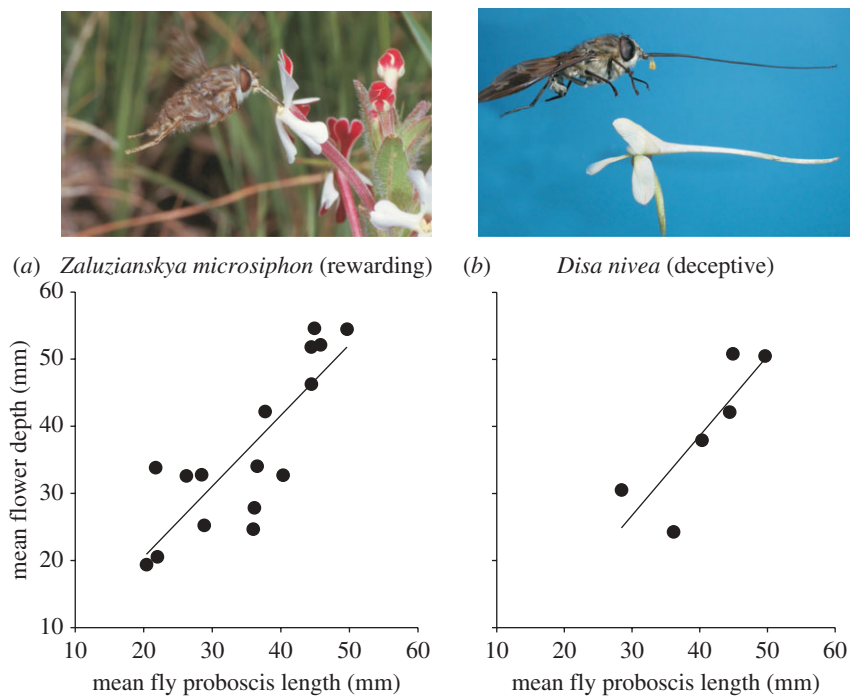 (a) Zaluzianskya microsiphon (rewarding)
(b) Disa nivea (deceptive)
60
50
40
30
20
10
mean flower depth (mm)
10 20 30 40 50 60
mean fly proboscis length (mm)
10 20 30 40 50 60
mean fly proboscis length (mm)